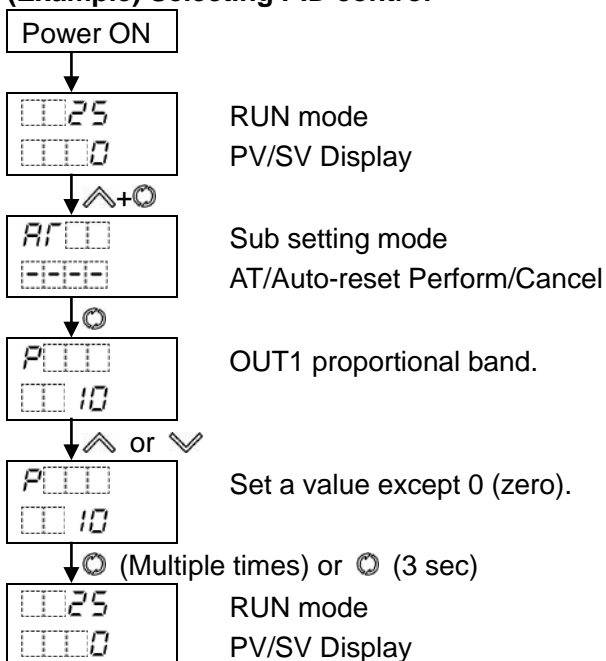 (Example) Selecting PID control
Power ON
25 RUN mode
0 PV/SV Display
+
AT Sub setting mode
---- AT/Auto-reset Perform/Cancel
P OUT1 proportional band.
10
or
P Set a value except 0 (zero).
10
(Multiple times) or (3 sec)
25 RUN mode
0 PV/SV Display